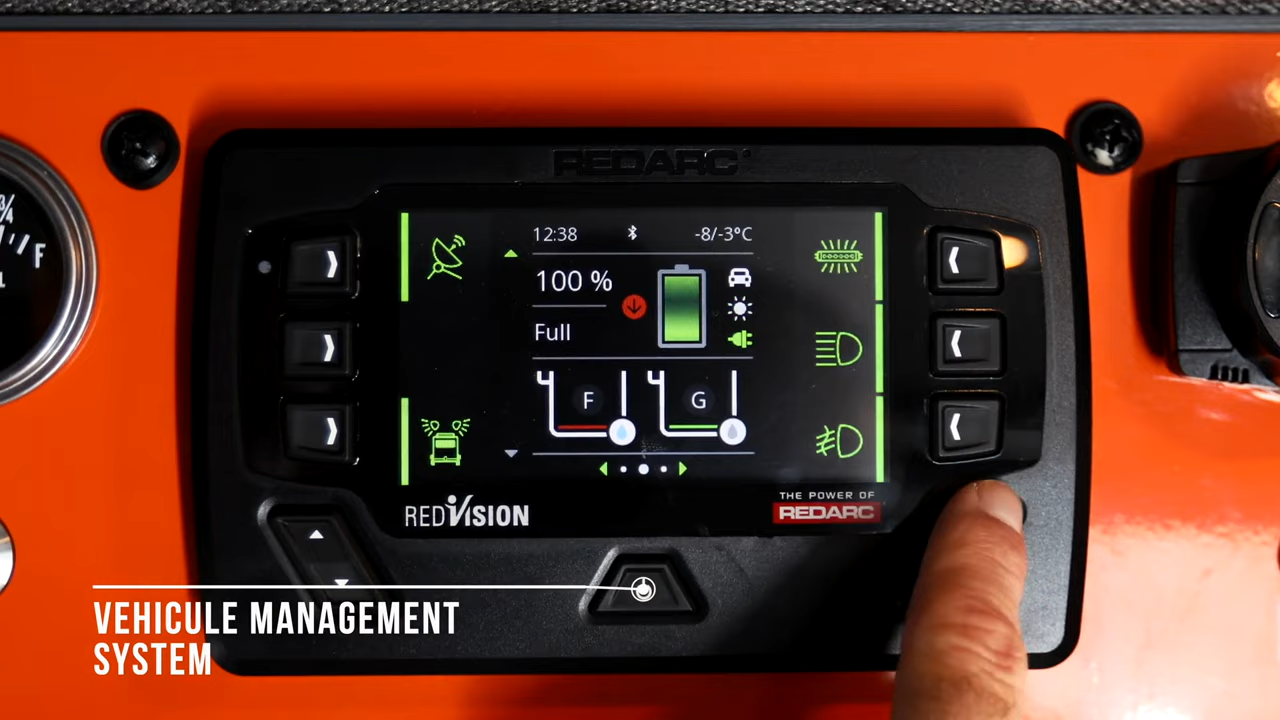 REDARC
12:38
-8/-3°C
100 %
Full
F
G
REDVISION
THE POWER OF
REDARC
F
VEHICULE MANAGEMENT
SYSTEM